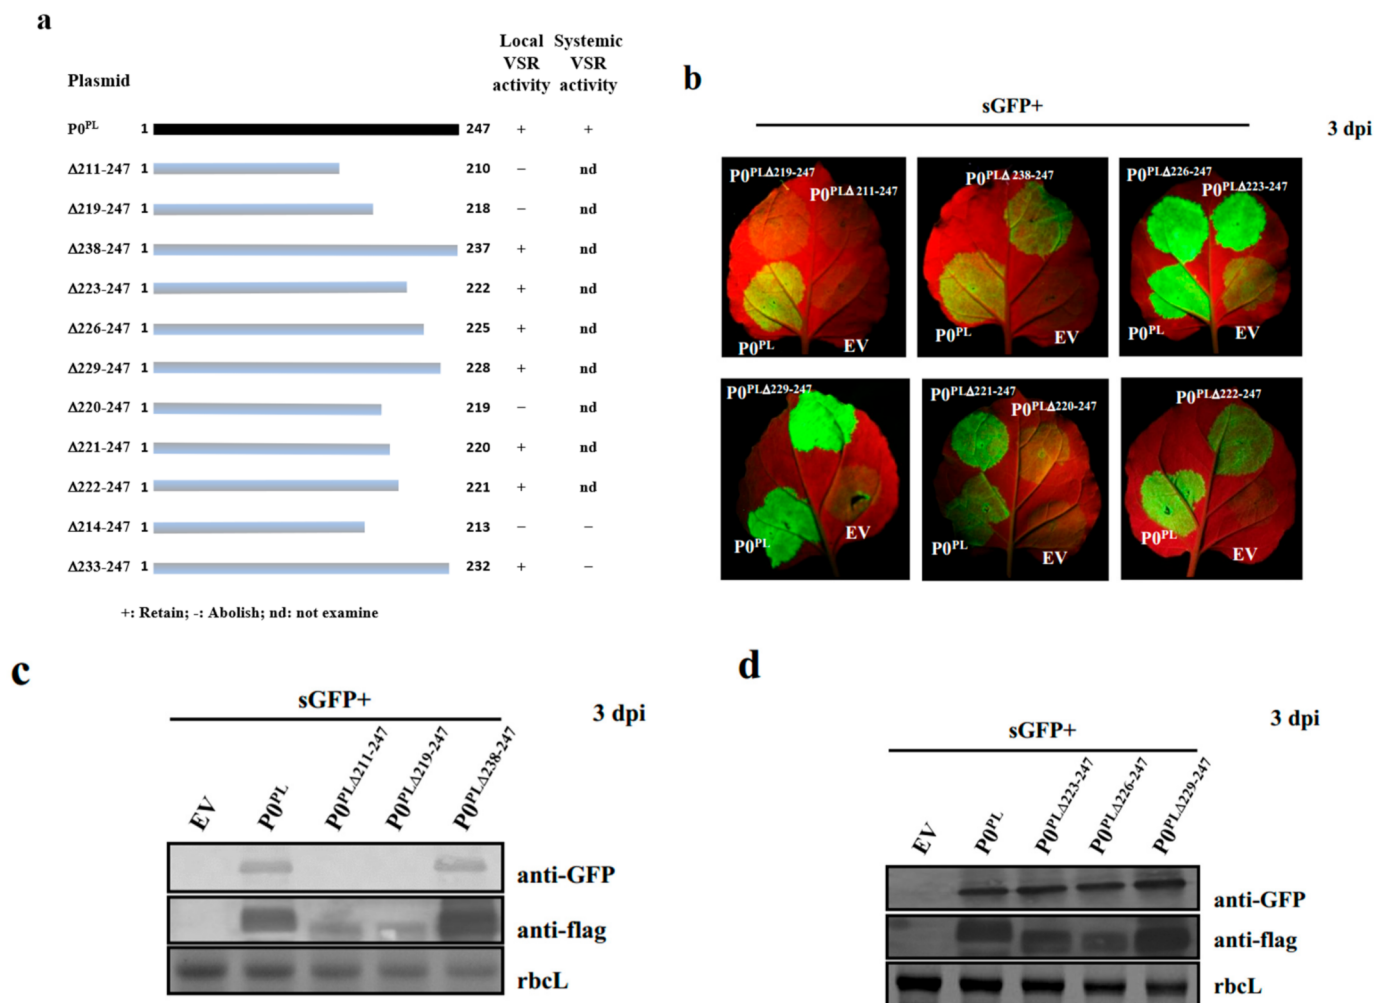 a
Local Systemic
VSR VSR
Plasmid activity activity
P0PL 1 247 + +
Δ211-247 1 210 – nd
Δ219-247 1 218 – nd
Δ238-247 1 237 + nd
Δ223-247 1 222 + nd
Δ226-247 1 225 + nd
Δ229-247 1 228 + nd
Δ220-247 1 219 – nd
Δ221-247 1 220 + nd
Δ222-247 1 221 + nd
Δ214-247 1 213 – –
Δ233-247 1 232 + –
+: Retain; -: Abolish; nd: not examine
b
sGFP+
3 dpi
P0PLΔ219-247
P0PLΔ 211-247
P0PL
EV
P0PLΔ 238-247
P0PL
EV
P0PLΔ226-247
P0PLΔ223-247
P0PL
EV
P0PLΔ229-247
P0PL
EV
P0PLΔ221-247
P0PLΔ220-247
P0PL
EV
P0PLΔ222-247
P0PL
EV
c
sGFP+
3 dpi
EV
P0PL
P0PLΔ211-247
P0PLΔ219-247
P0PLΔ238-247
anti-GFP
anti-flag
rbcL
d
sGFP+
3 dpi
EV
P0PL
P0PLΔ223-247
P0PLΔ226-247
P0PLΔ229-247
anti-GFP
anti-flag
rbcL